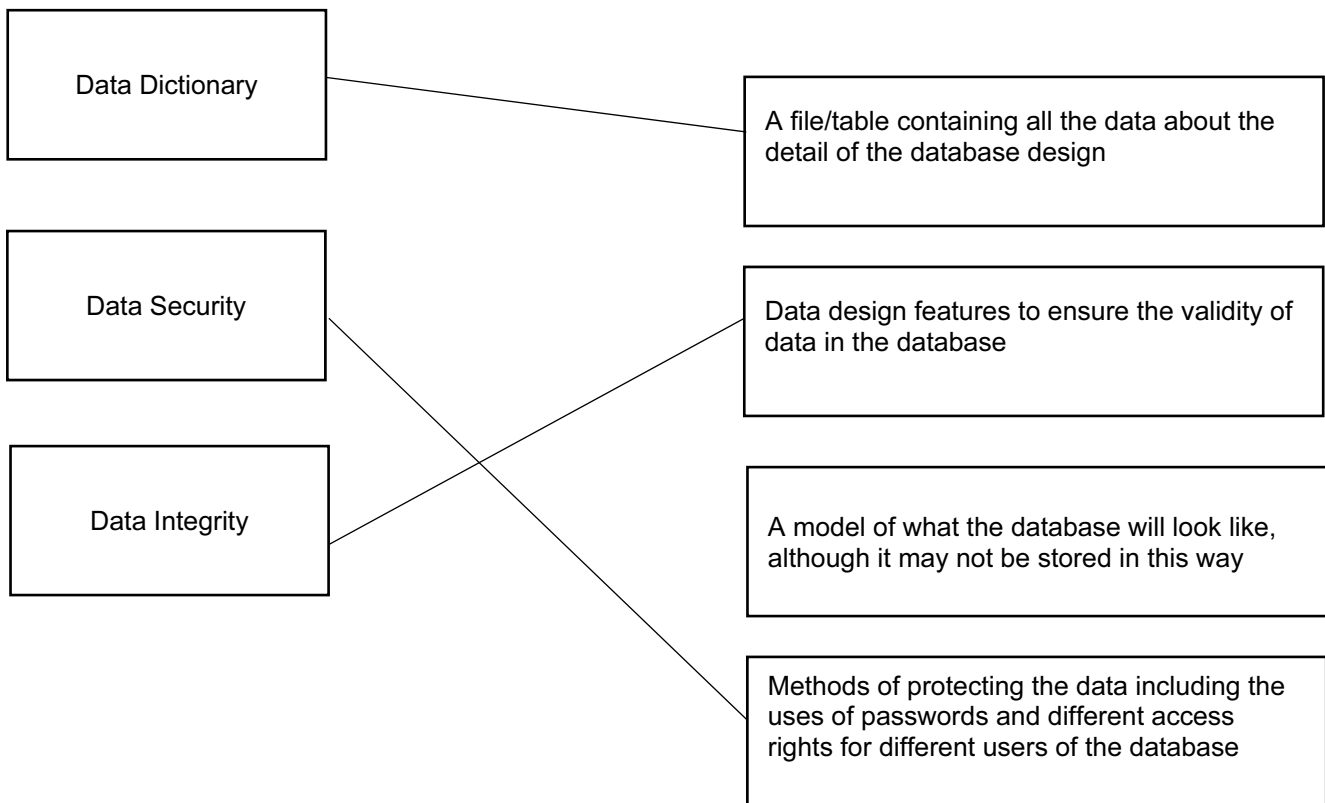 Data Dictionary
A file/table containing all the data about the
detail of the database design
Data Security
Data design features to ensure the validity of
data in the database
Data Integrity
A model of what the database will look like,
although it may not be stored in this way
Methods of protecting the data including the
uses of passwords and different access
rights for different users of the database